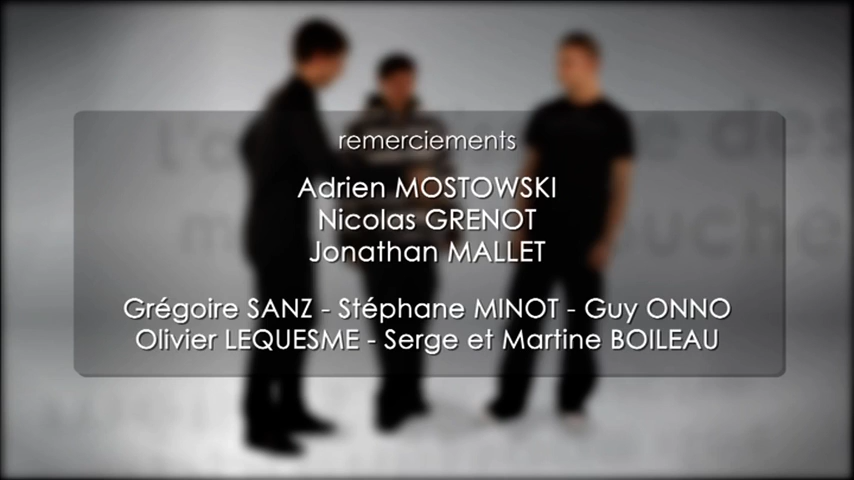 remerciements
Adrien MOSTOWSKI
Nicolas GRENOT
Jonathan MALLET
Grégoire SANZ - Stéphane MINOT - Guy ONNO
Olivier LEQUESME - Serge et Martine BOILEAU